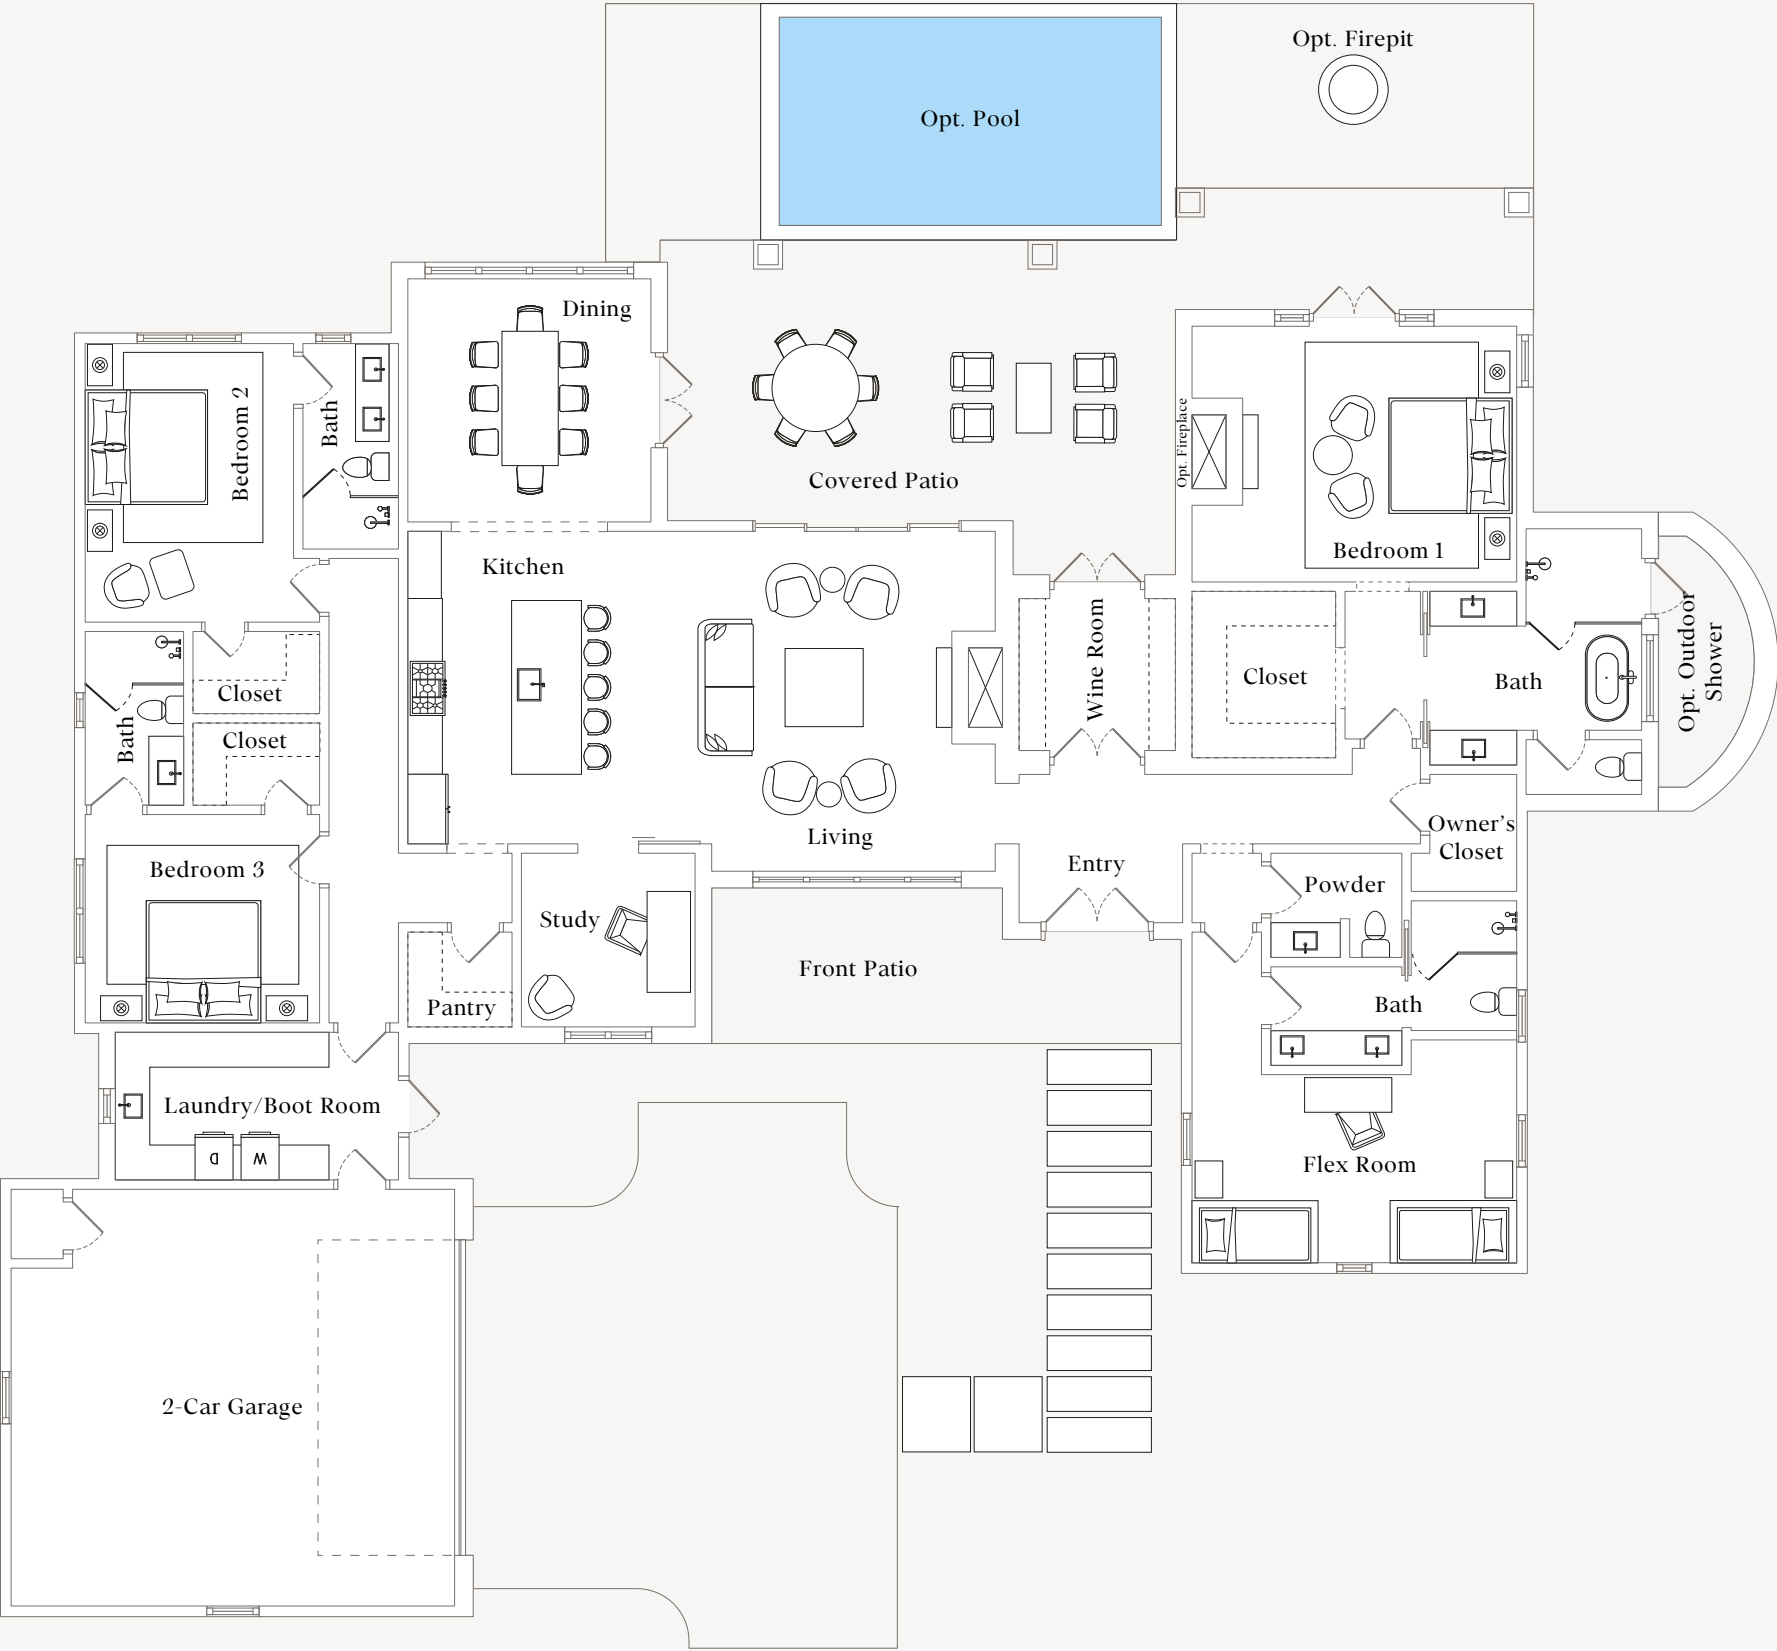 Opt. Firepit
Opt. Pool
Dining
Bedroom 2
Bath
Opt. Fireplace
Covered Patio
Bedroom 1
Kitchen
Wine Room
Closet
Bath
Opt. Outdoor
Shower
Closet
Bath
Closet
Living
Owner's
Closet
Bedroom 3
Entry
Powder
Study
Front Patio
Pantry
Bath
Laundry/Boot Room
D
W
Flex Room
2-Car Garage